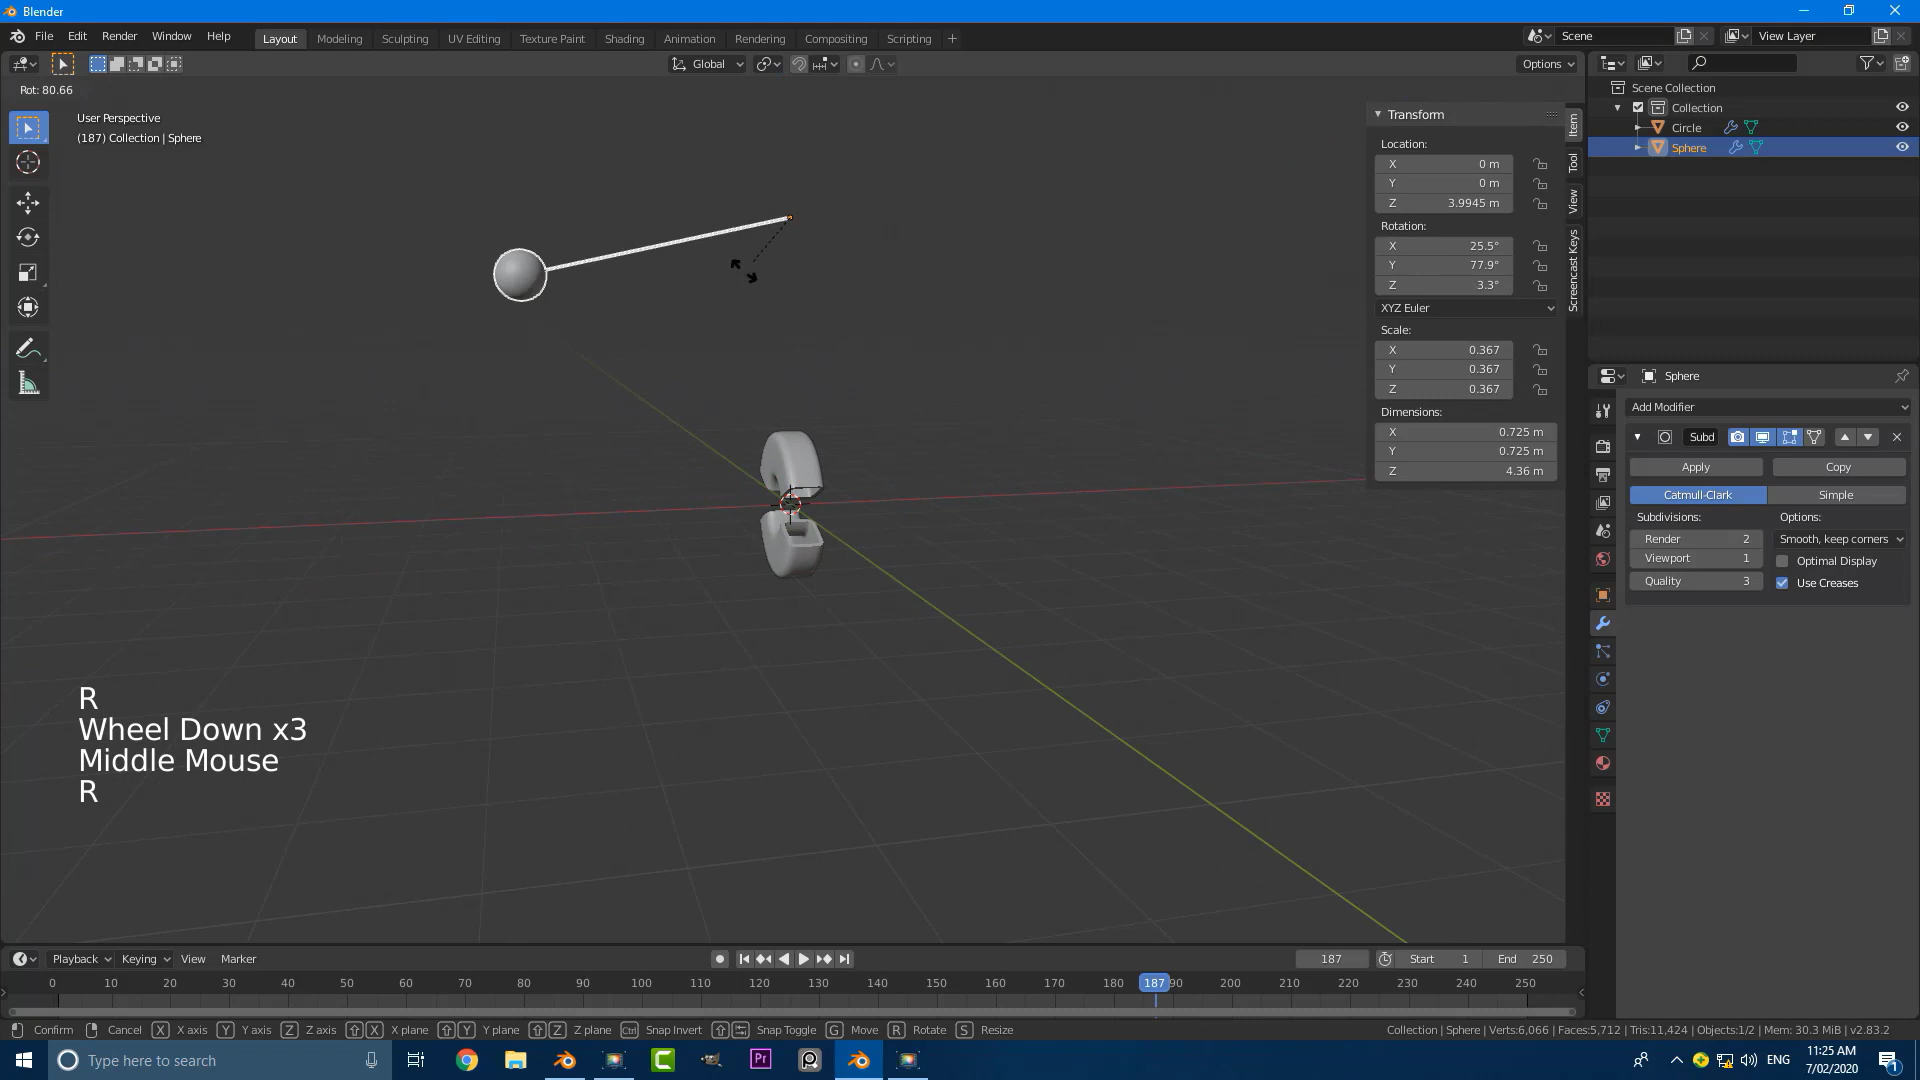 Blender
File Edit Render Window Help
Layout Modeling Sculpting UV Editing Texture Paint Shading Animation Rendering Compositing Scripting +
Scene
View Layer
Global
Options
Rot: 80.66
User Perspective
(187) Collection | Sphere
Transform
Location:
X 0 m
Y 0 m
Z 3.9945 m
Rotation:
X 25.5°
Y 77.9°
Z 3.3°
XYZ Euler
Scale:
X 0.367
Y 0.367
Z 0.367
Dimensions:
X 0.725 m
Y 0.725 m
Z 4.36 m
Item
Tool
View
Screencast Keys
Scene Collection
Collection
Circle
Sphere
Sphere
Add Modifier
Subd
Apply Copy
Catmull-Clark Simple
Subdivisions: Options:
Render 2 Smooth, keep corners
Viewport 1 Optimal Display
Quality 3 Use Creases
R
Wheel Down x3
Middle Mouse
R
Playback Keying View Marker
187 Start 1 End 250
0 10 20 30 40 50 60 70 80 90 100 110 120 130 140 150 160 170 180 187 90 200 210 220 230 240 250
Confirm Cancel X X axis Y Y axis Z Z axis X X plane Y Y plane Z Z plane Ctrl Snap Invert Snap Toggle G Move R Rotate S Resize
Collection | Sphere | Verts:6,066 | Faces:5,712 | Tris:11,424 | Objects:1/2 | Mem: 30.3 MiB | v2.83.2
Type here to search
Pr
ENG
11:25 AM
7/02/2020
1